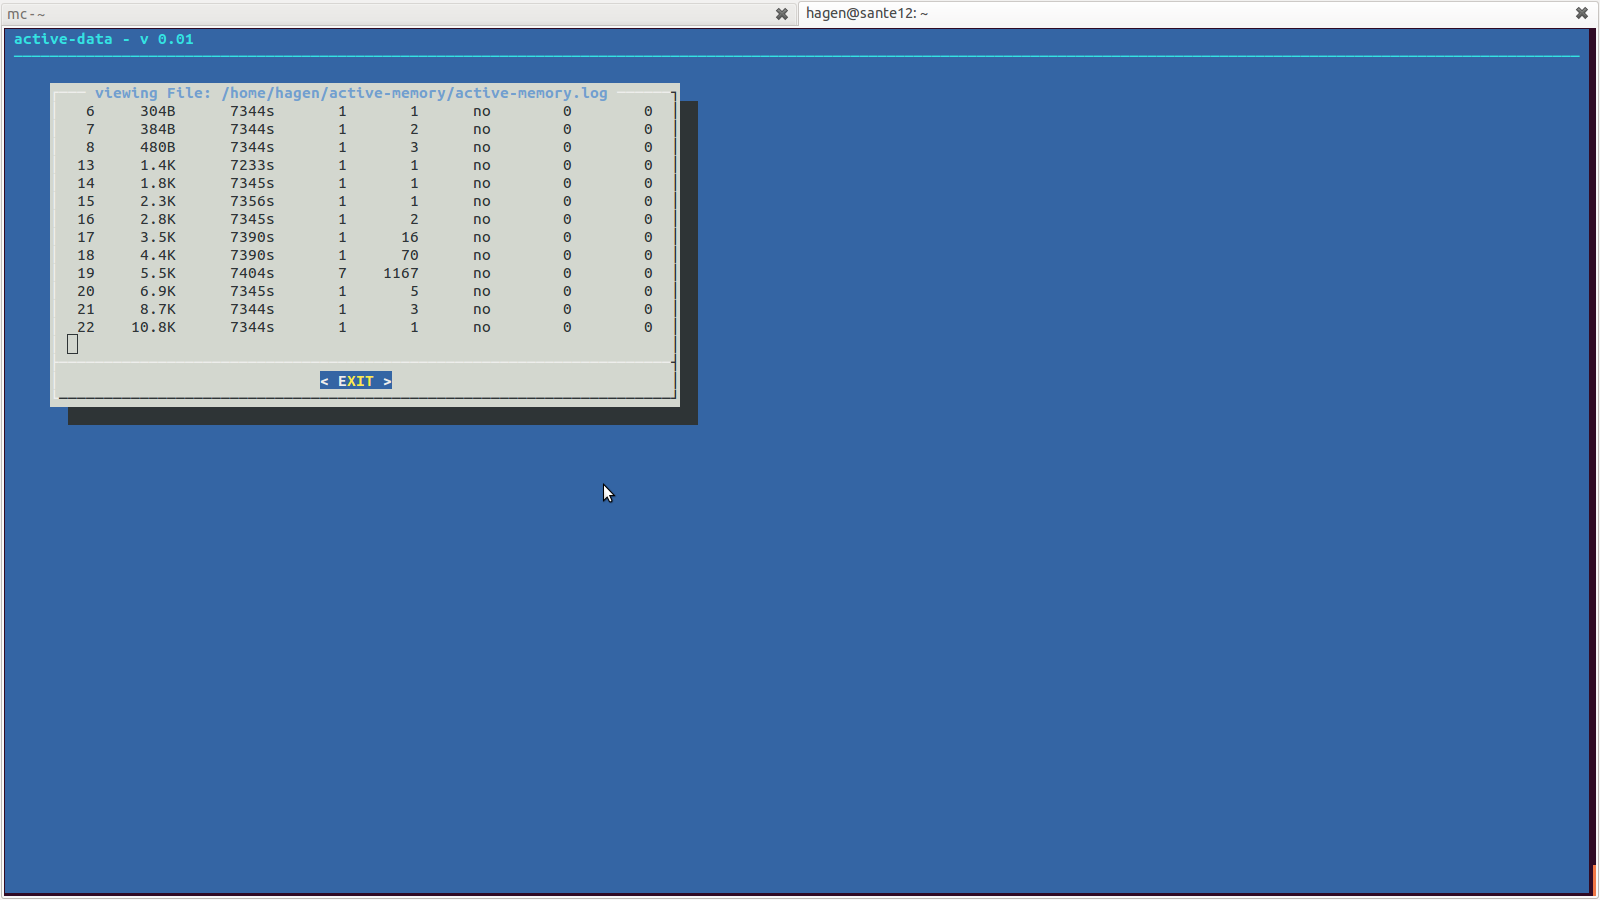 mc - ~
hagen@sante12: ~
active-data - v 0.01
viewing File: /home/hagen/active-memory/active-memory.log
6 304B 7344s 1 1 no 0 0
7 384B 7344s 1 2 no 0 0
8 480B 7344s 1 3 no 0 0
13 1.4K 7233s 1 1 no 0 0
14 1.8K 7345s 1 1 no 0 0
15 2.3K 7356s 1 1 no 0 0
16 2.8K 7345s 1 2 no 0 0
17 3.5K 7390s 1 16 no 0 0
18 4.4K 7390s 1 70 no 0 0
19 5.5K 7404s 7 1167 no 0 0
20 6.9K 7345s 1 5 no 0 0
21 8.7K 7344s 1 3 no 0 0
22 10.8K 7344s 1 1 no 0 0
< EXIT >